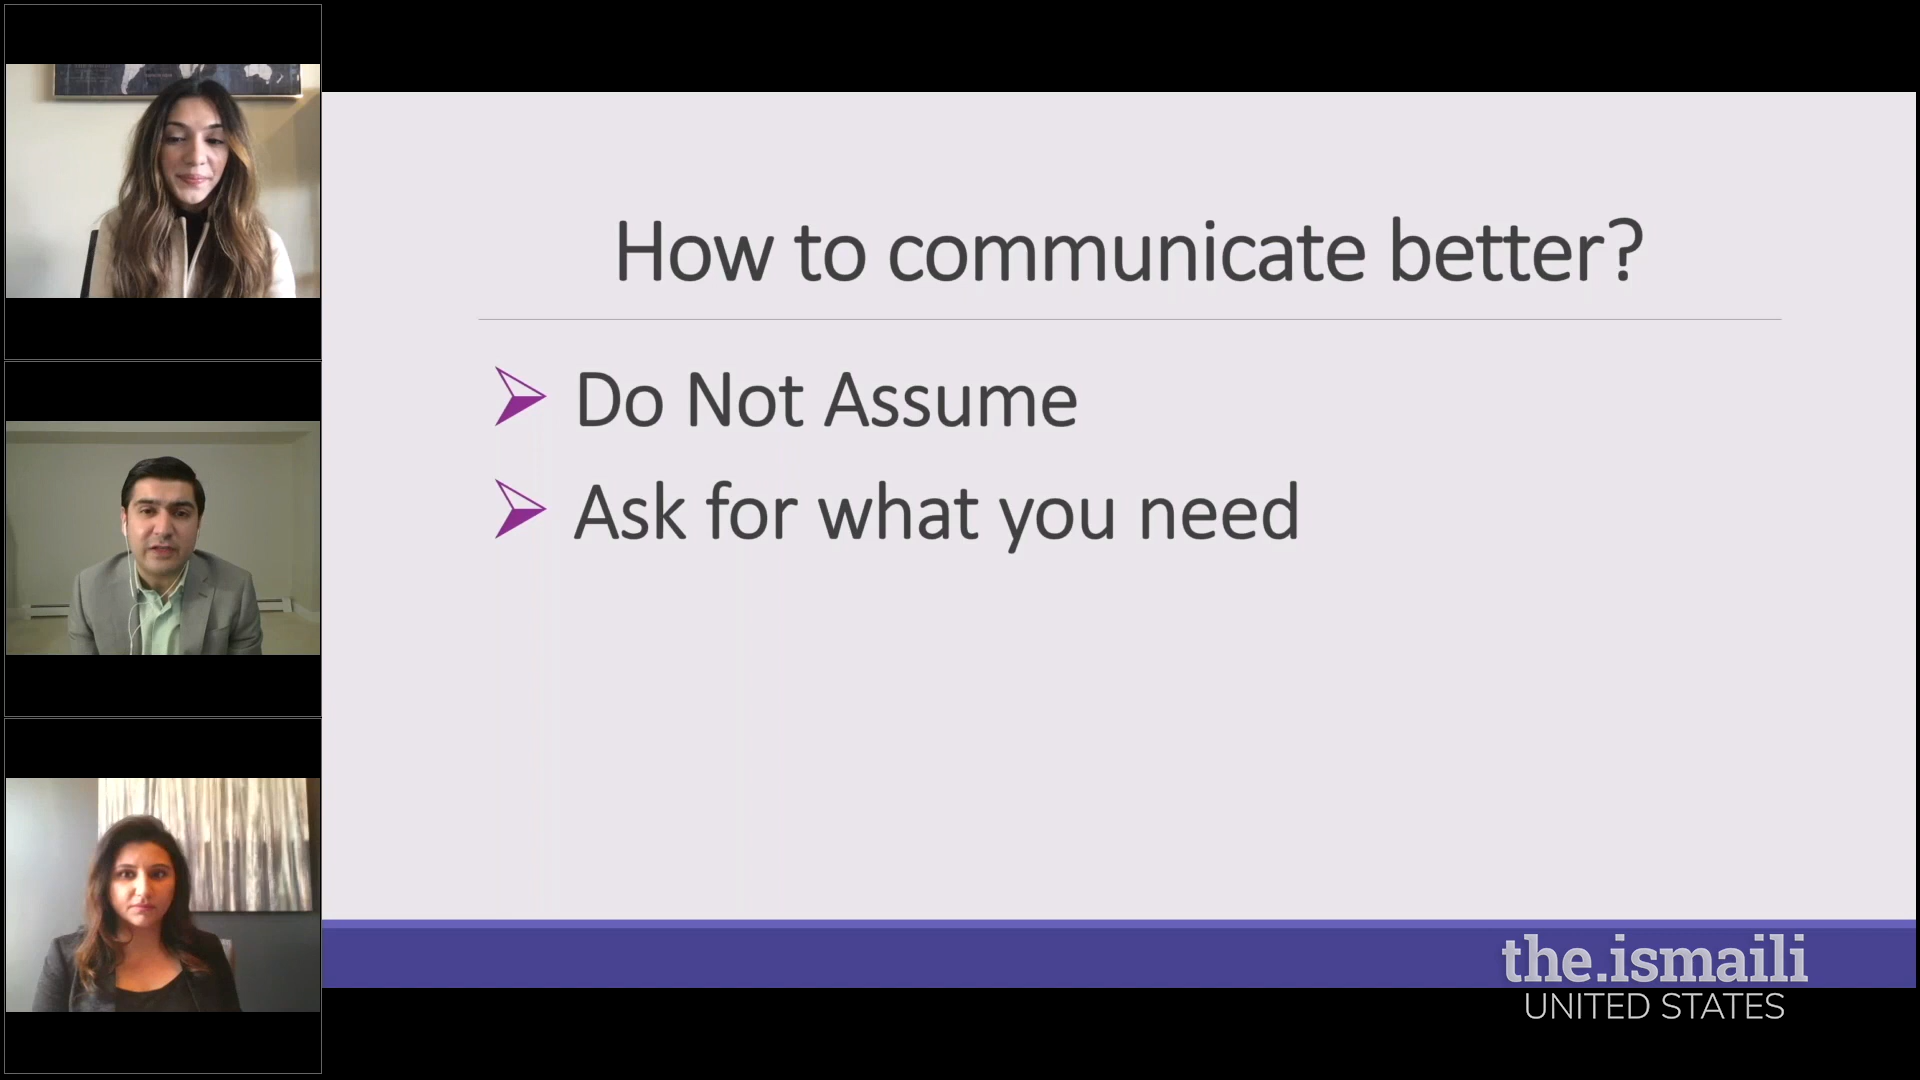 How to communicate better?
Do Not Assume
Ask for what you need
the.ismaili
UNITED STATES